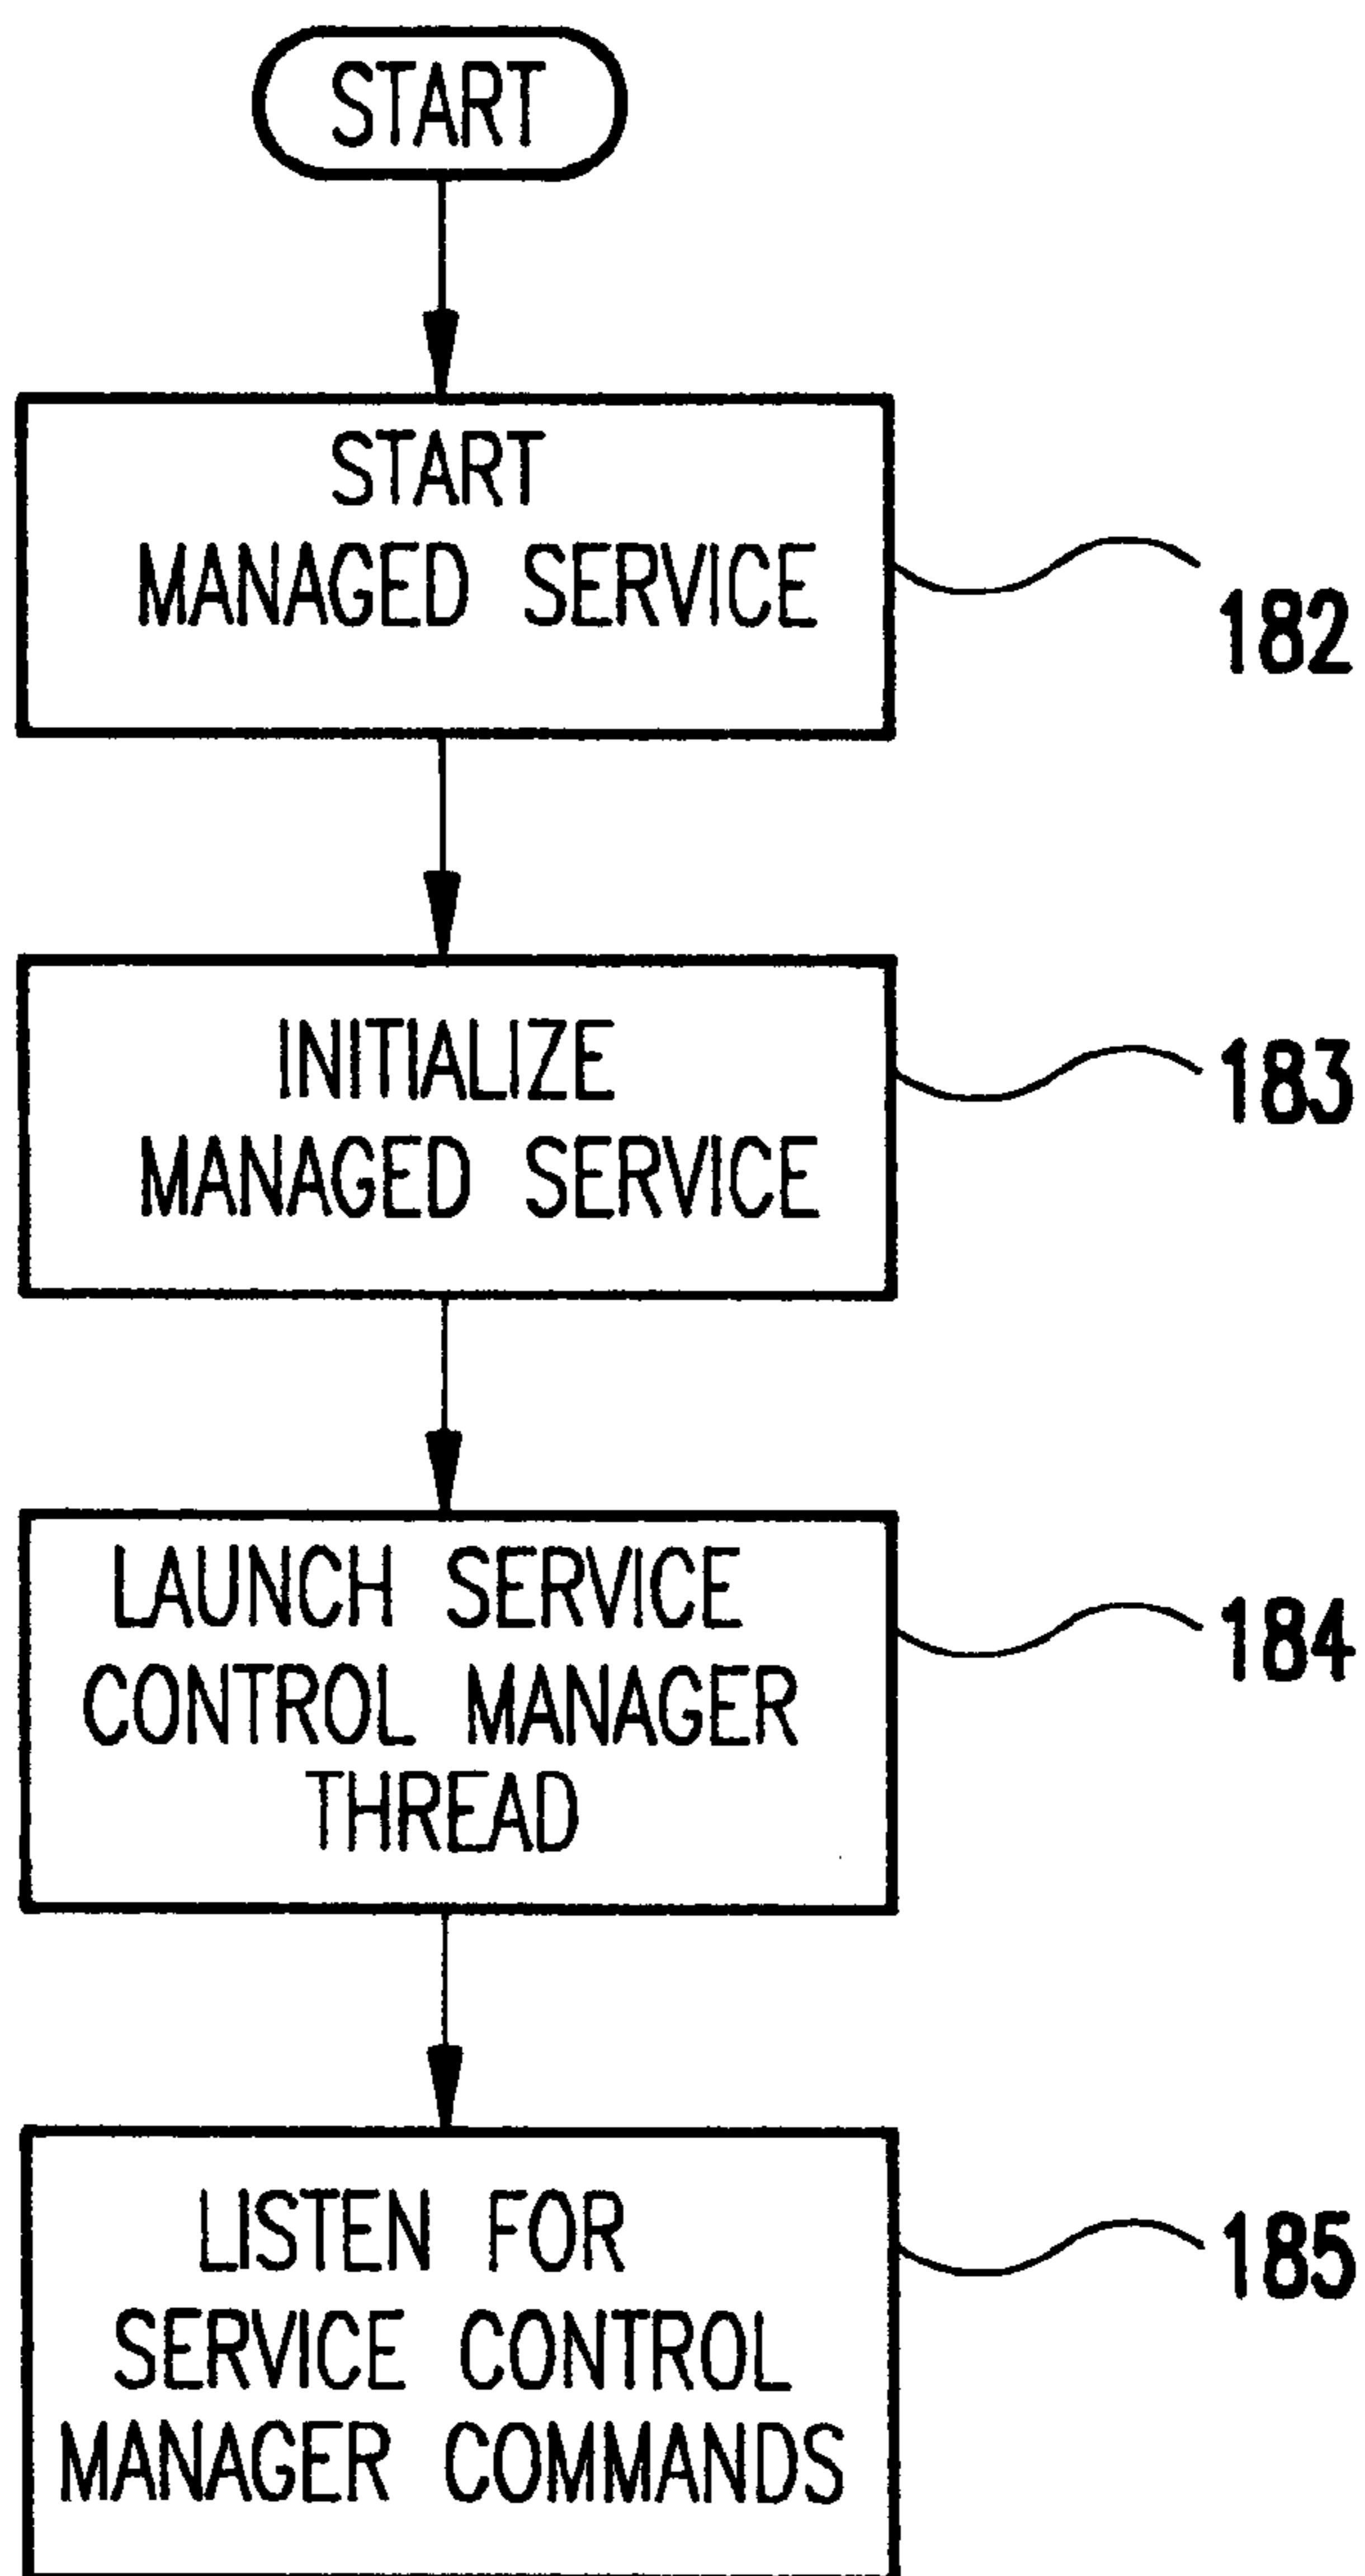 START
START
MANAGED SERVICE
182
INITIALIZE
MANAGED SERVICE
183
LAUNCH SERVICE
CONTROL MANAGER
THREAD
184
LISTEN FOR
SERVICE CONTROL
MANAGER COMMANDS
185